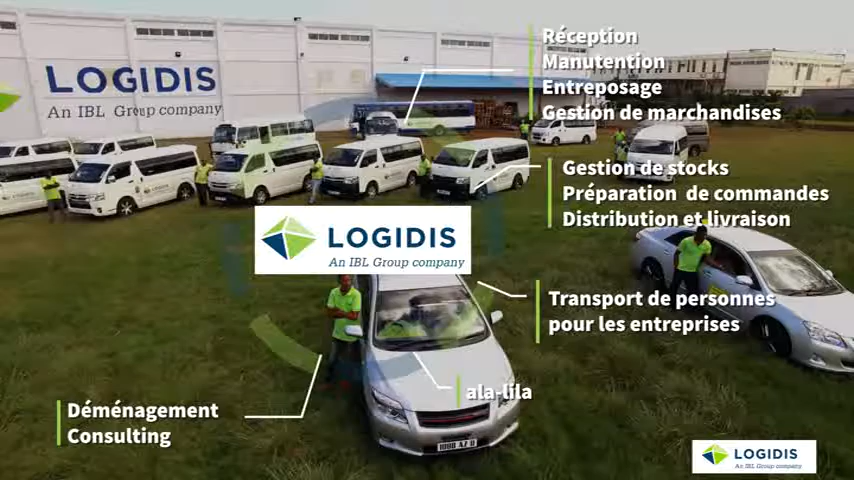 LOGIDIS
An IBL Group company
Réception
Manutention
Entreposage
Gestion de marchandises
Gestion de stocks
Préparation de commandes
Distribution et livraison
LOGIDIS
An IBL Group company
Transport de personnes
pour les entreprises
ala-lila
Déménagement
Consulting
LOGIDIS
An IBL Group company